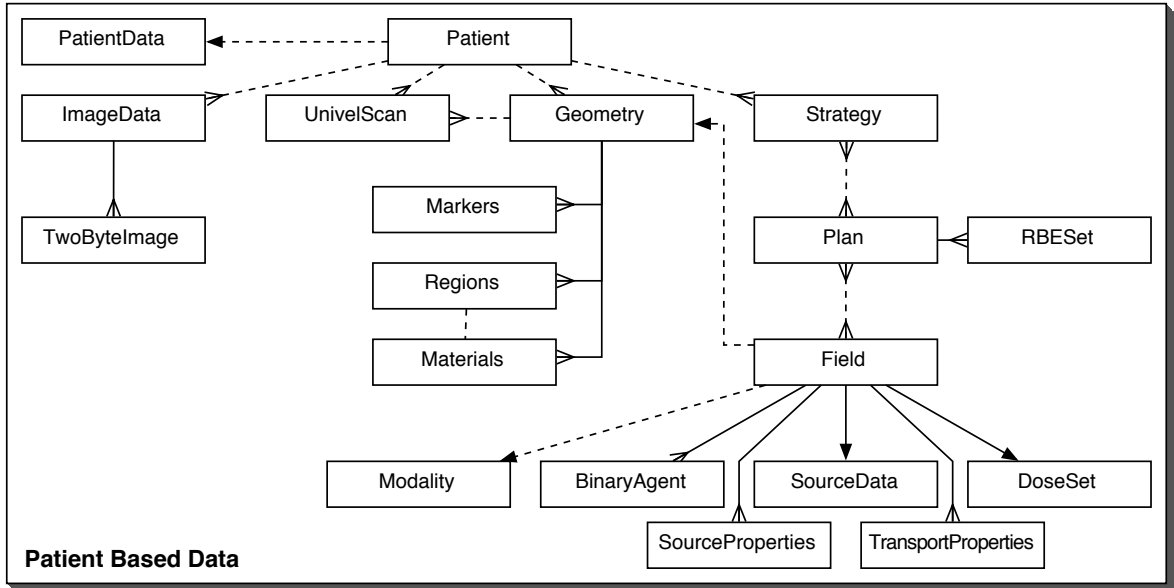 PatientData
Patient
ImageData
UnivelScan
Geometry
Strategy
Markers
TwoByteImage
Plan
RBESet
Regions
Materials
Field
Modality
BinaryAgent
SourceData
DoseSet
SourceProperties
TransportProperties
Patient Based Data